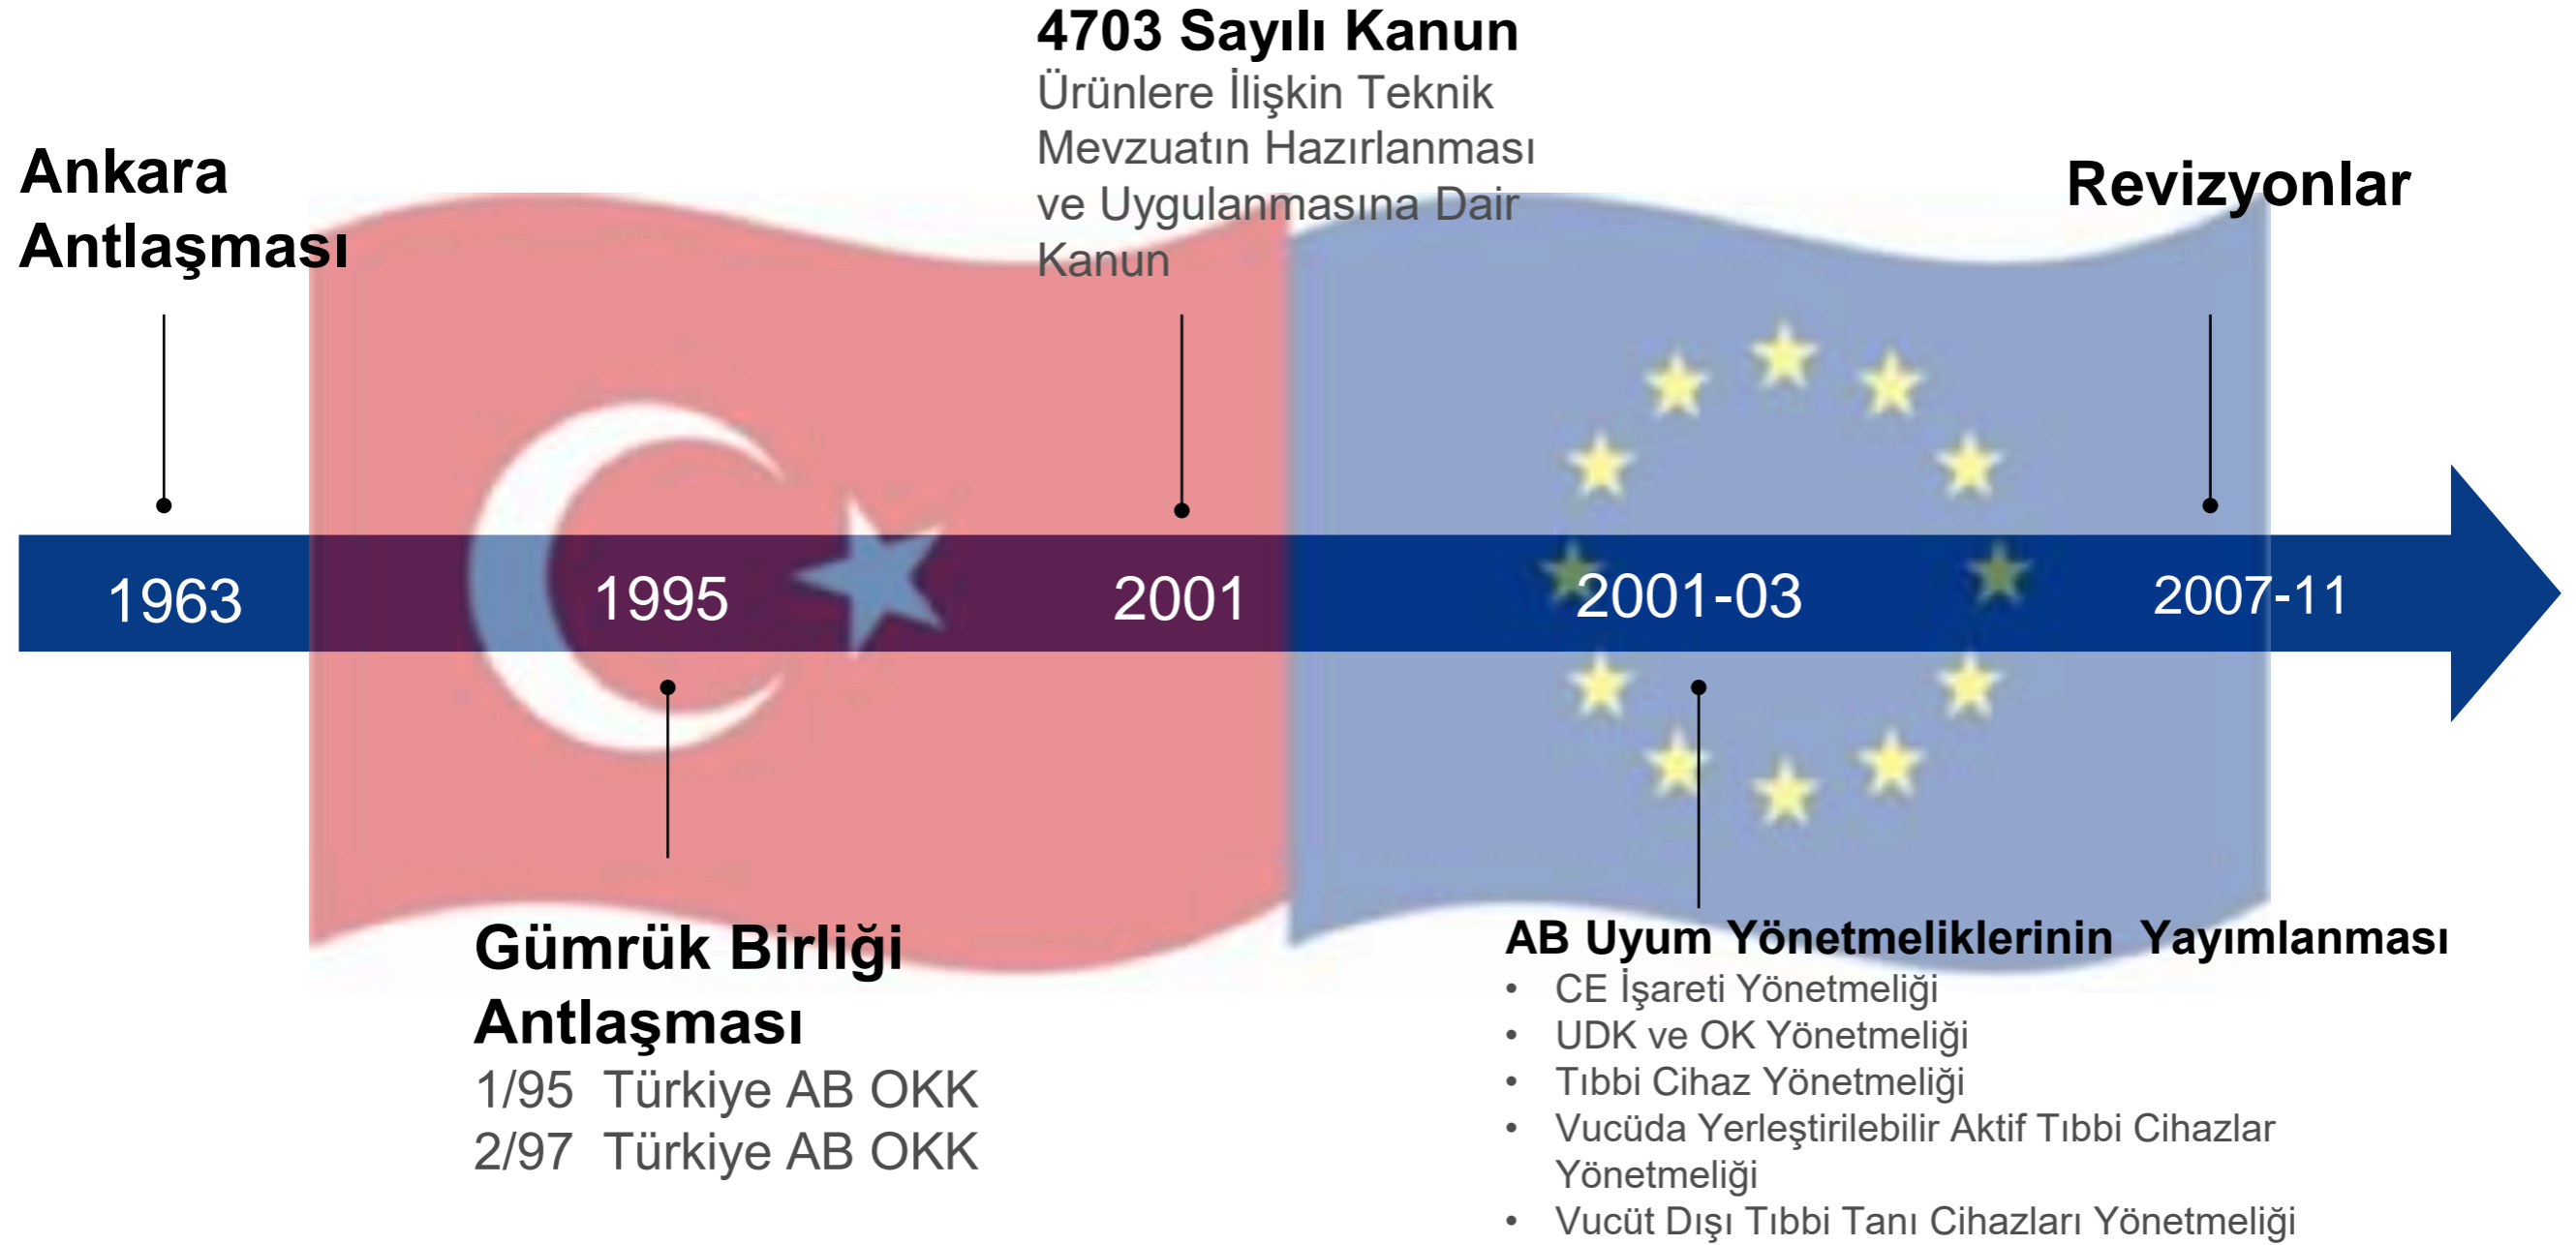 4703 Sayılı Kanun
Ürünlere İlişkin Teknik
Mevzuatın Hazırlanması
ve Uygulanmasına Dair
Kanun
Ankara
Antlaşması
Revizyonlar
1963
1995
2001
2001-03
2007-11
Gümrük Birliği
Antlaşması
1/95 Türkiye AB OKK
2/97 Türkiye AB OKK
AB Uyum Yönetmeliklerinin Yayımlanması
• CE İşareti Yönetmeliği
• UDK ve OK Yönetmeliği
• Tıbbi Cihaz Yönetmeliği
• Vucüda Yerleştirilebilir Aktif Tıbbi Cihazlar
Yönetmeliği
• Vucüt Dışı Tıbbi Tanı Cihazları Yönetmeliği